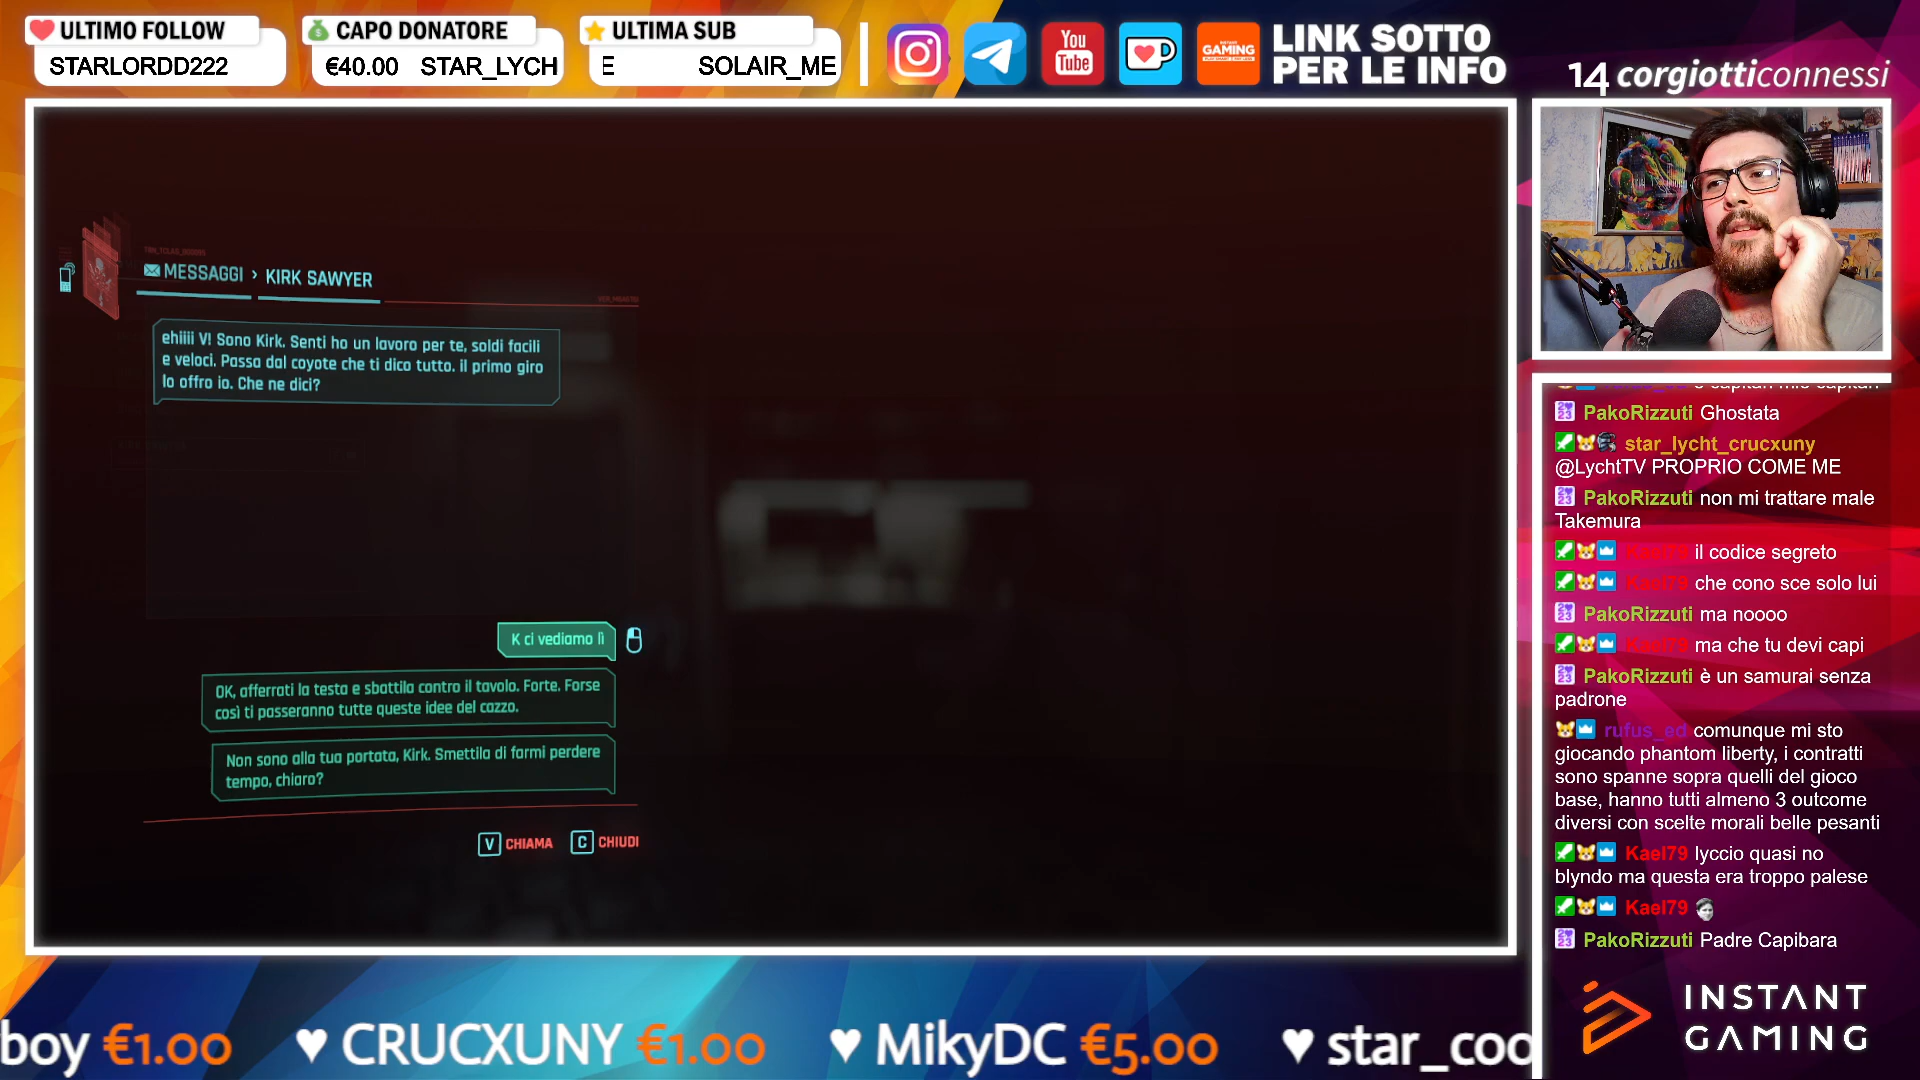 ULTIMO FOLLOW
STARLORDD222
CAPO DONATORE
€40.00 STAR_LYCH
ULTIMA SUB
E SOLAIR_ME
You
Tube
INSTANT
GAMING
LINK SOTTO
PER LE INFO
14 corgiotticonnessi
MESSAGGI › KIRK SAWYER
ehiiii V! Sono Kirk. Senti ho un lavoro per te, soldi facili
e veloci. Passa dal coyote che ti dico tutto. il primo giro
lo offro io. Che ne dici?
K ci vediamo lì
OK, afferrati la testa e sbattila contro il tavolo. Forte. Forse
così ti passeranno tutte queste idee del cazzo.
Non sono alla tua portata, Kirk. Smettila di farmi perdere
tempo, chiaro?
V CHIAMA C CHIUDI
PakoRizzuti Ghostata
star_lycht_crucxuny
@LychtTV PROPRIO COME ME
PakoRizzuti non mi trattare male
Takemura
Kael79 il codice segreto
Kael79 che cono sce solo lui
PakoRizzuti ma noooo
Kael79 ma che tu devi capi
PakoRizzuti è un samurai senza
padrone
rufus_ed comunque mi sto
giocando phantom liberty, i contratti
sono spanne sopra quelli del gioco
base, hanno tutti almeno 3 outcome
diversi con scelte morali belle pesanti
Kael79 lyccio quasi no
blyndo ma questa era troppo palese
Kael79
PakoRizzuti Padre Capibara
INSTANT
GAMING
boy €1.00 ♥ CRUCXUNY €1.00 ♥ MikyDC €5.00 ♥ star_coo